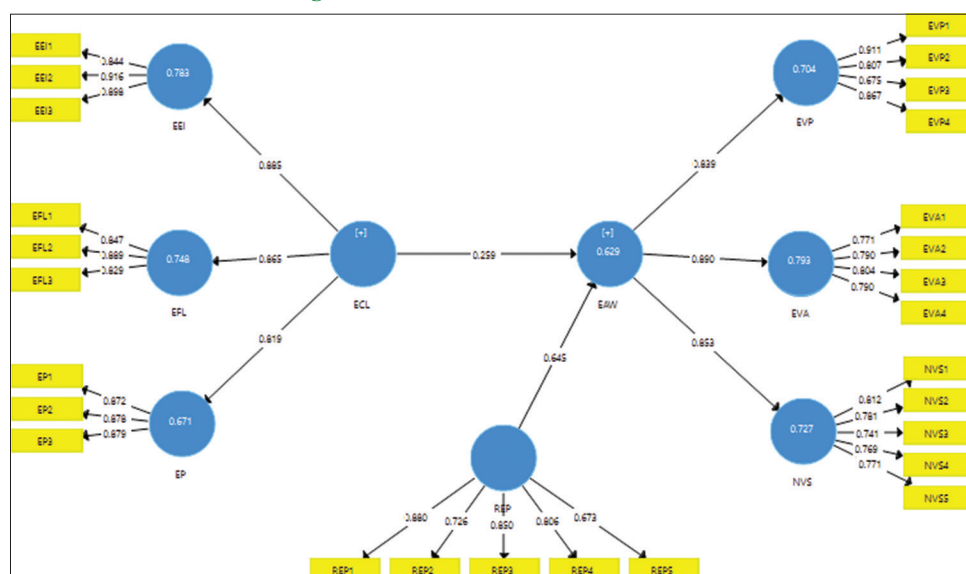 EEI1
EEI2
EEI3
0.844
0.916
0.898
0.783
EEI
EFL1
EFL2
EFL3
0.847
0.889
0.829
0.748
EFL
EP1
EP2
EP3
0.872
0.878
0.879
0.671
EP
0.885
0.865
0.819
[+]
ECL
0.259
[+]
0.629
EAW
0.645
REP
0.880
0.726
0.850
0.806
0.673
REP1
REP2
REP3
REP4
REP5
0.839
0.890
0.853
0.704
EVP
0.911
0.807
0.675
0.867
EVP1
EVP2
EVP3
EVP4
0.793
EVA
0.771
0.790
0.804
0.790
EVA1
EVA2
EVA3
EVA4
0.727
NVS
0.812
0.781
0.741
0.769
0.771
NVS1
NVS2
NVS3
NVS4
NVS5